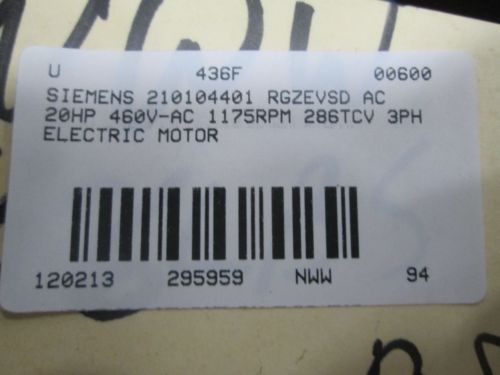 U 436F 00600
SIEMENS 210104401 RGZEVSD AC
20HP 460V-AC 1175RPM 286TCV 3PH
ELECTRIC MOTOR
120213 295959 NWW 94